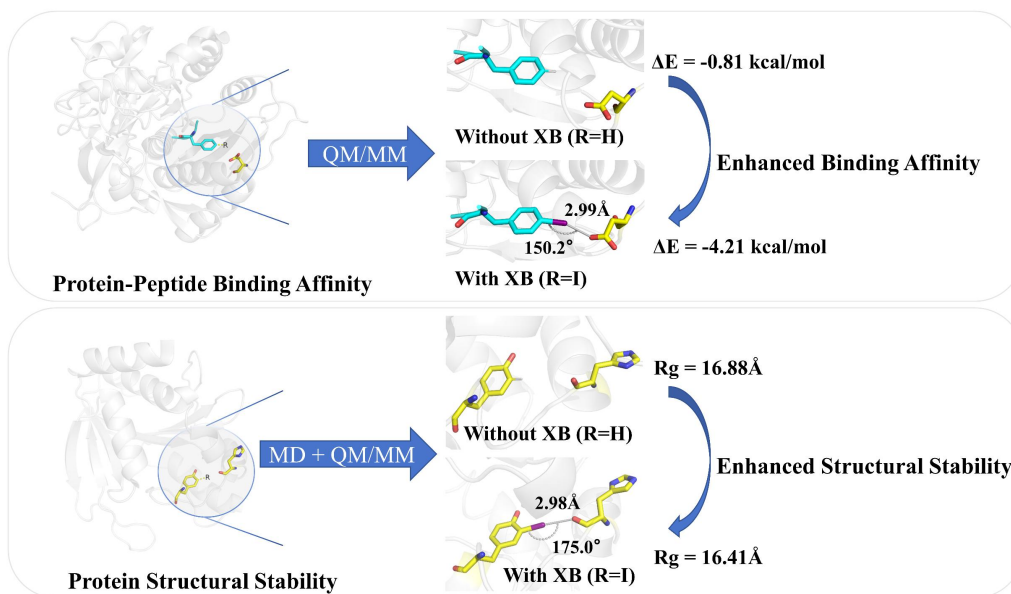 R
QM/MM
Protein-Peptide Binding Affinity
Without XB (R=H)
2.99Å
150.2°
With XB (R=I)
ΔE = -0.81 kcal/mol
Enhanced Binding Affinity
ΔE = -4.21 kcal/mol
R
MD + QM/MM
Protein Structural Stability
Without XB (R=H)
2.98Å
175.0°
With XB (R=I)
Rg = 16.88Å
Enhanced Structural Stability
Rg = 16.41Å